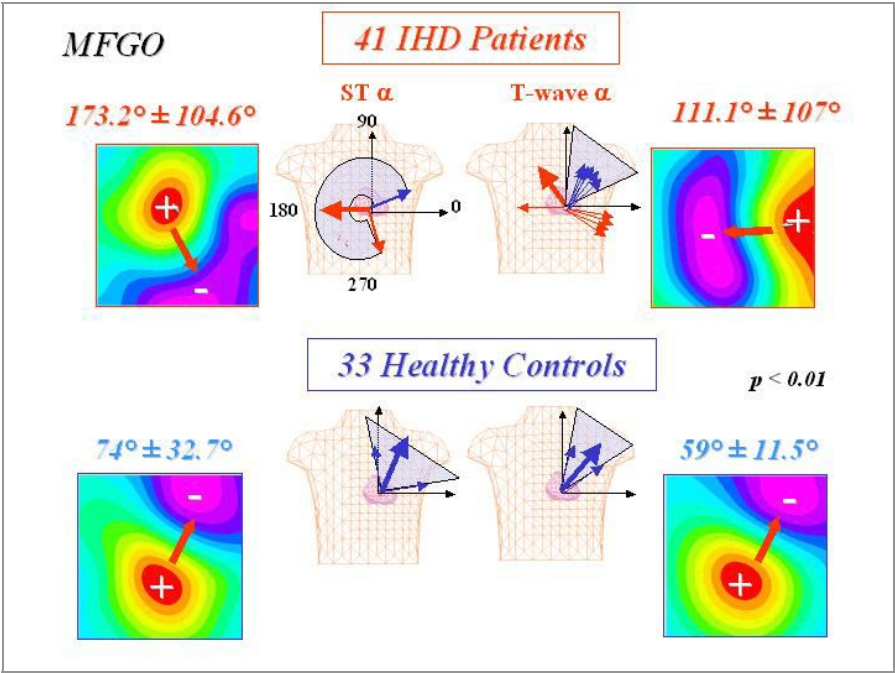 MFGO
41 IHD Patients
173.2° ± 104.6°
ST α
T-wave α
111.1° ± 107°
90
180
0
270
+
-
-
+
33 Healthy Controls
p < 0.01
74° ± 32.7°
59° ± 11.5°
-
+
-
+